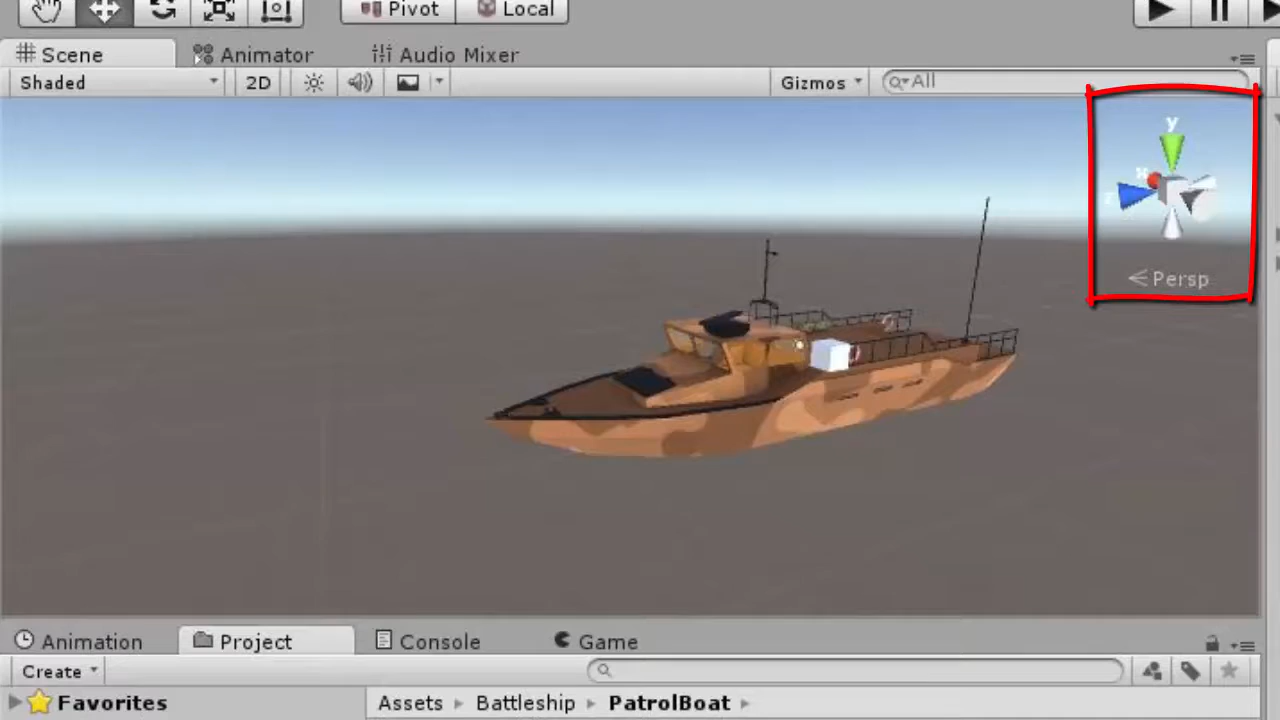 Pivot Local
Scene Animator Audio Mixer
Shaded 2D Gizmos All
y
x
Persp
Animation Project Console Game
Create
Favorites Assets Battleship PatrolBoat